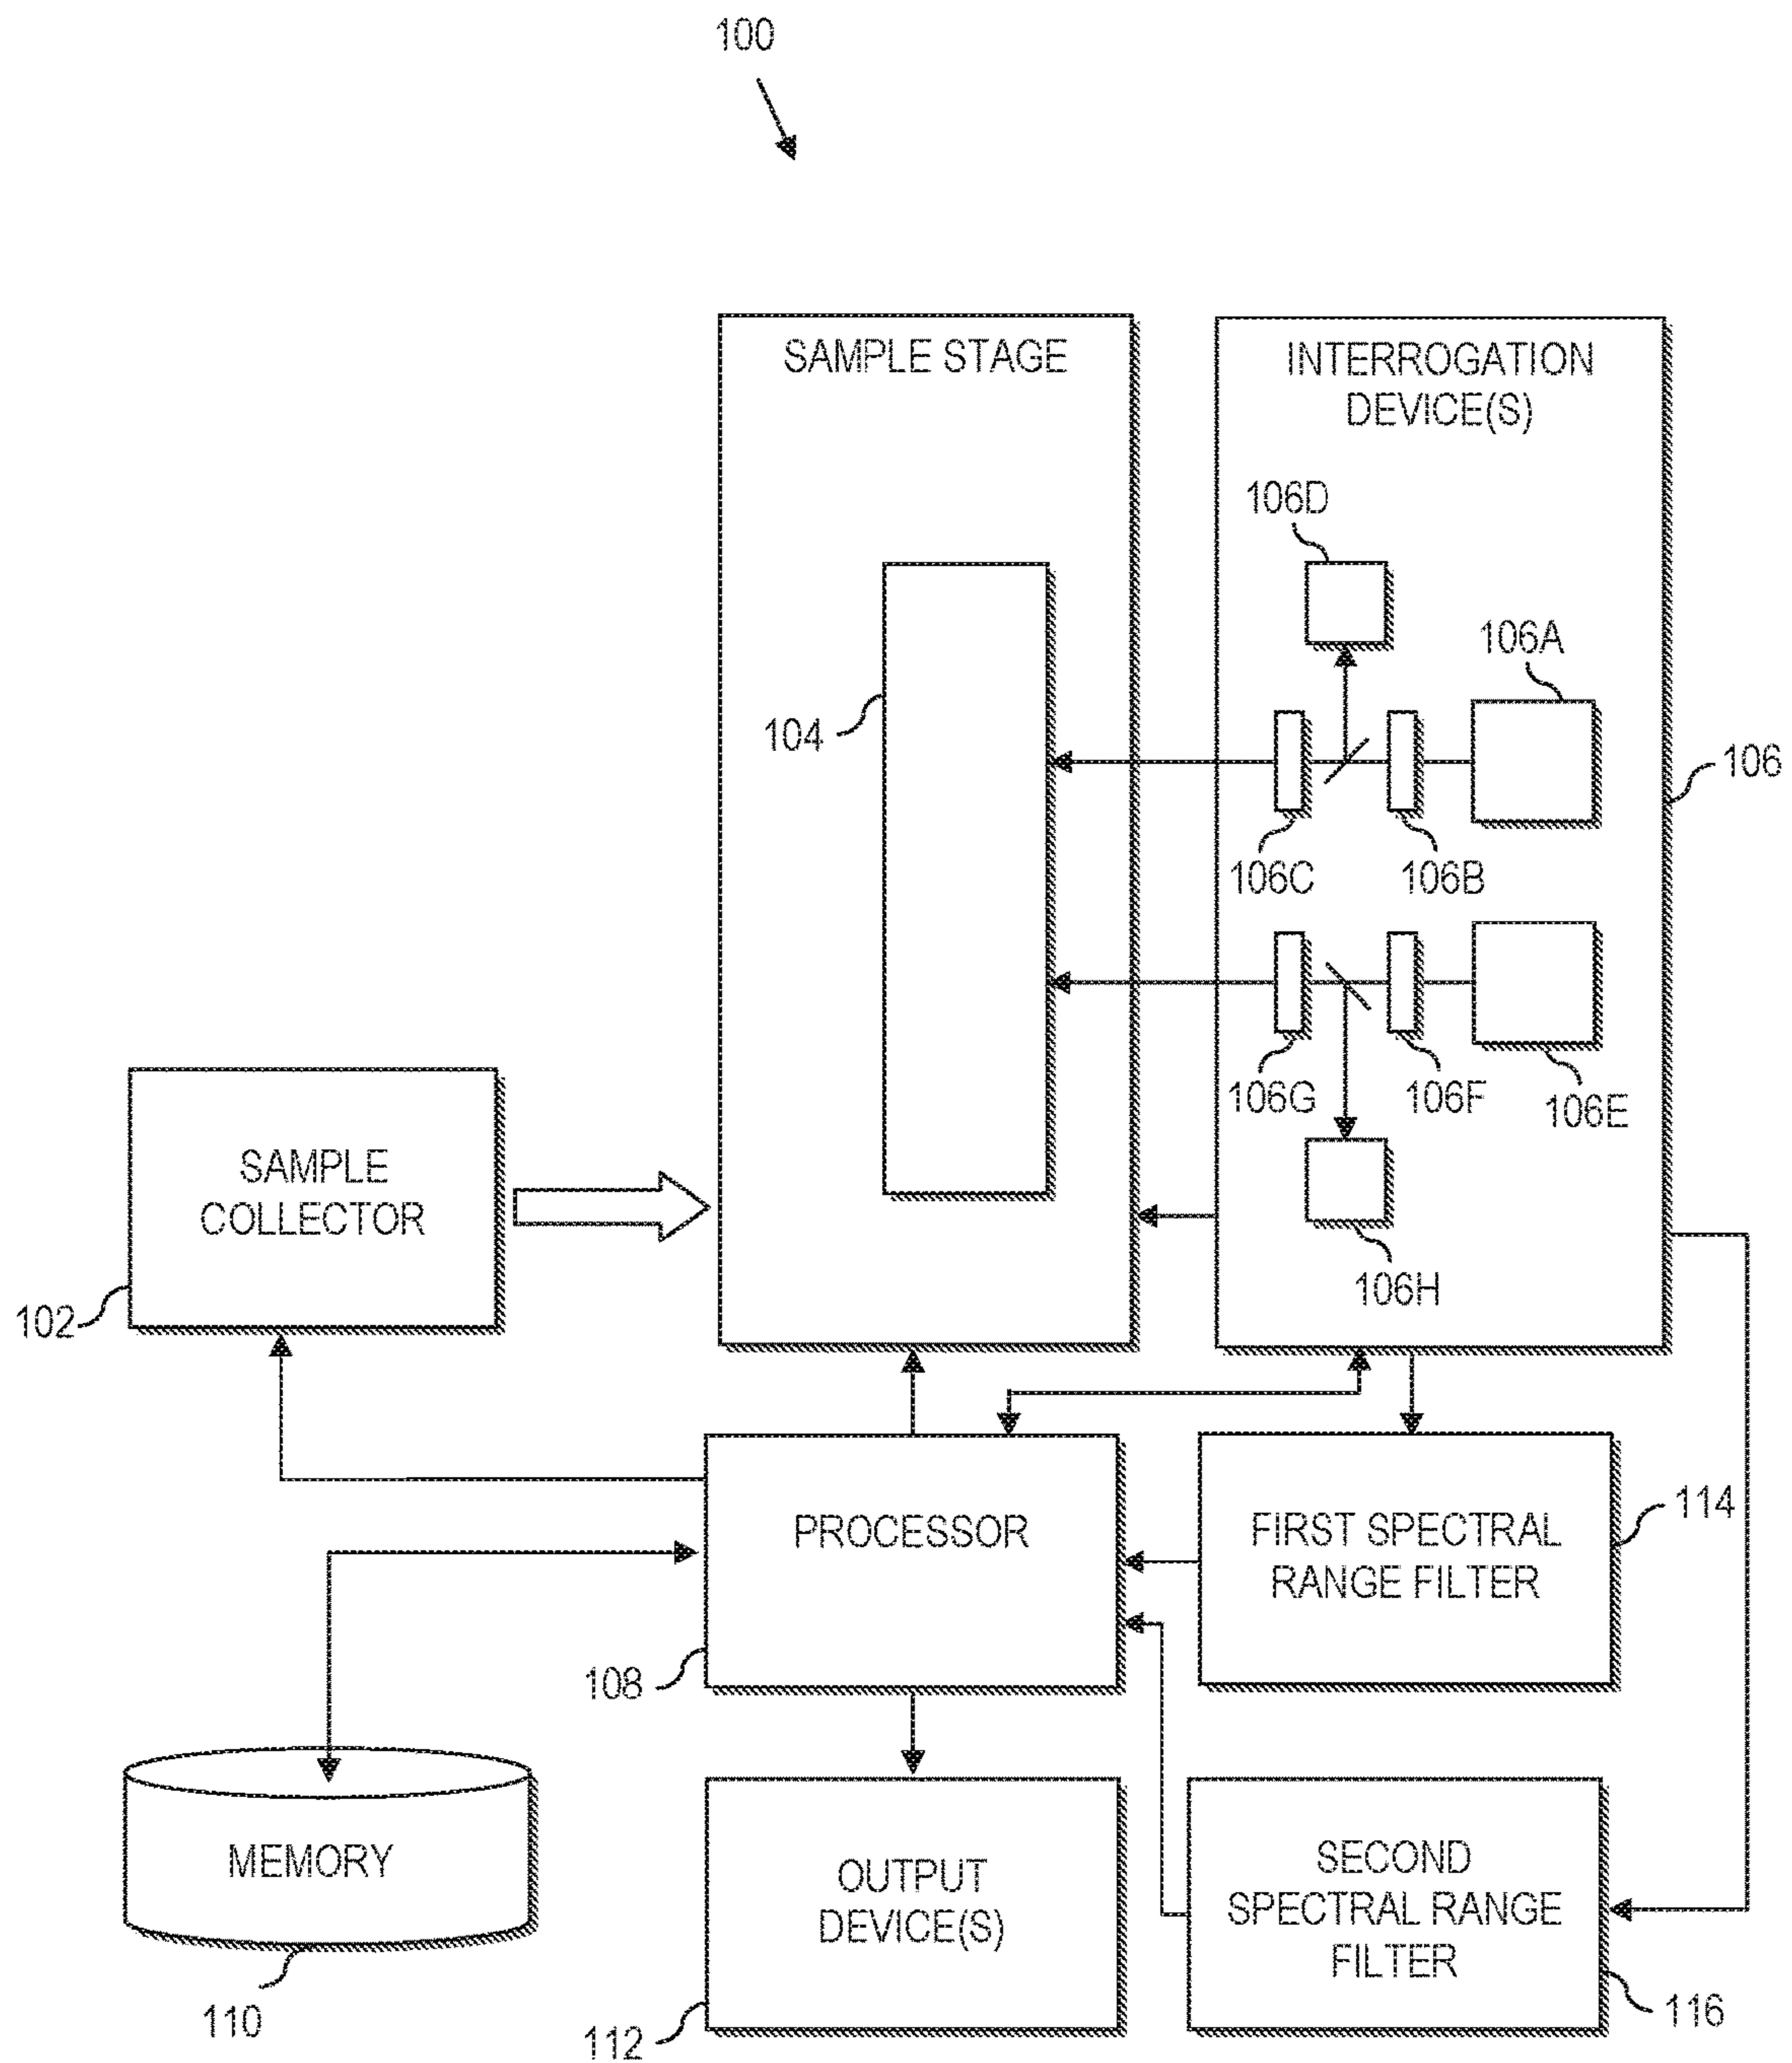 100
SAMPLE STAGE
INTERROGATION
DEVICE(S)
106D
106A
104
106
106C
106B
106G
106F
106E
SAMPLE
COLLECTOR
106H
102
PROCESSOR
FIRST SPECTRAL
RANGE FILTER
114
108
MEMORY
OUTPUT
DEVICE(S)
SECOND
SPECTRAL RANGE
FILTER
110
112
116